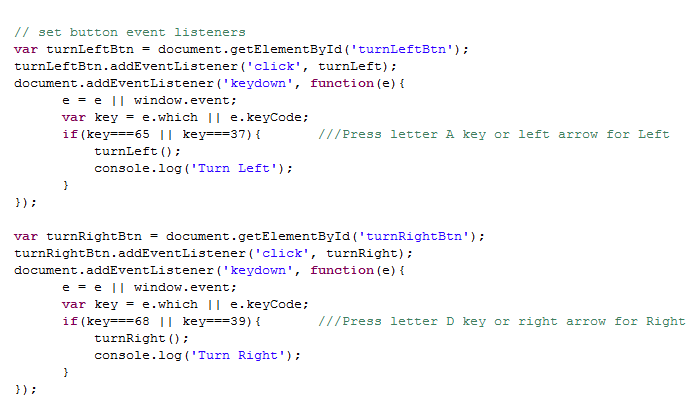 // set button event listeners
var turnLeftBtn = document.getElementById('turnLeftBtn');
turnLeftBtn.addEventListener('click', turnLeft);
document.addEventListener('keydown', function(e){
      e = e || window.event;
      var key = e.which || e.keyCode;
      if(key===65 || key===37){       ///Press letter A key or left arrow for Left
          turnLeft();
          console.log('Turn Left');
      }
});

var turnRightBtn = document.getElementById('turnRightBtn');
turnRightBtn.addEventListener('click', turnRight);
document.addEventListener('keydown', function(e){
      e = e || window.event;
      var key = e.which || e.keyCode;
      if(key===68 || key===39){       ///Press letter D key or right arrow for Right
          turnRight();
          console.log('Turn Right');
      }
});